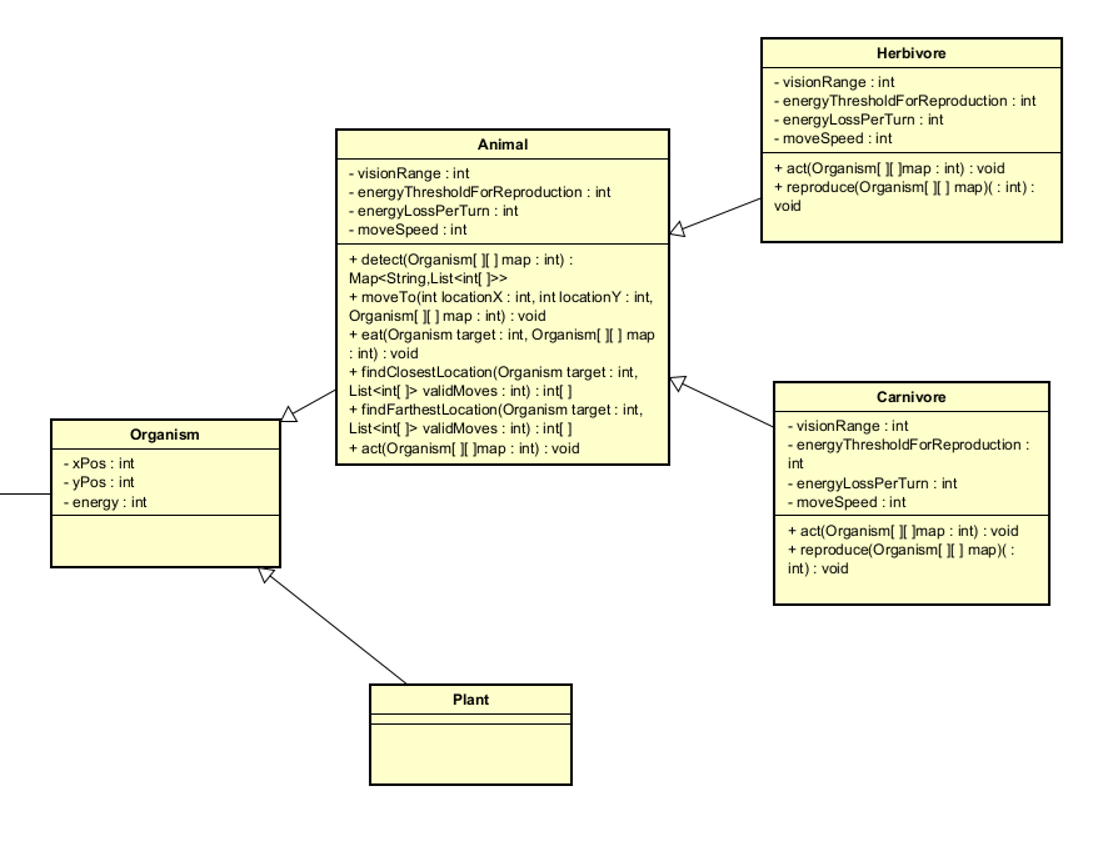 Herbivore
- visionRange : int
- energyThresholdForReproduction : int
- energyLossPerTurn : int
- moveSpeed : int
+ act(Organism[ ][ ]map : int) : void
+ reproduce(Organism[ ][ ] map)( : int) :
void
Animal
- visionRange : int
- energyThresholdForReproduction : int
- energyLossPerTurn : int
- moveSpeed : int
+ detect(Organism[ ][ ] map : int) :
Map<String,List<int[ ]>>
+ moveTo(int locationX : int, int locationY : int,
Organism[ ][ ] map : int) : void
+ eat(Organism target : int, Organism[ ][ ] map
: int) : void
+ findClosestLocation(Organism target : int,
List<int[ ]> validMoves : int) : int[ ]
+ findFarthestLocation(Organism target : int,
List<int[ ]> validMoves : int) : int[ ]
+ act(Organism[ ][ ]map : int) : void
Carnivore
- visionRange : int
- energyThresholdForReproduction :
int
- energyLossPerTurn : int
- moveSpeed : int
+ act(Organism[ ][ ]map : int) : void
+ reproduce(Organism[ ][ ] map)( :
int) : void
Organism
- xPos : int
- yPos : int
- energy : int
Plant